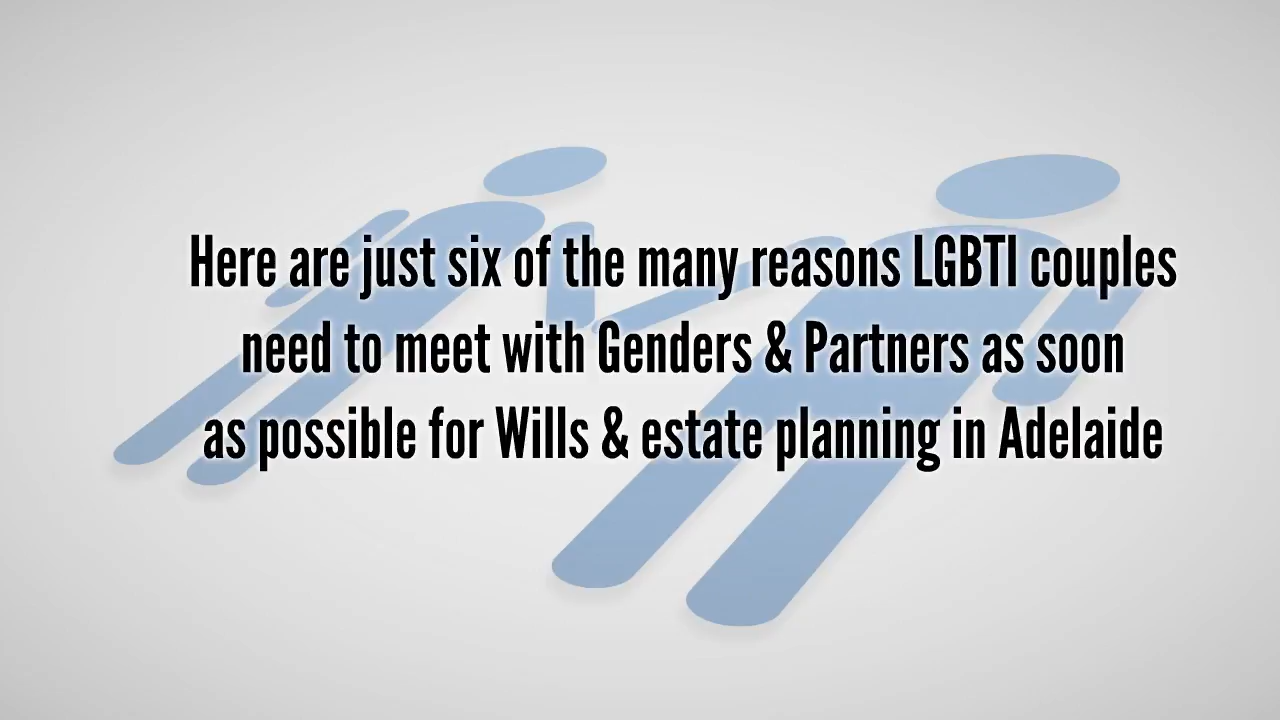 Here are just six of the many reasons LGBTI couples
need to meet with Genders & Partners as soon
as possible for Wills & estate planning in Adelaide